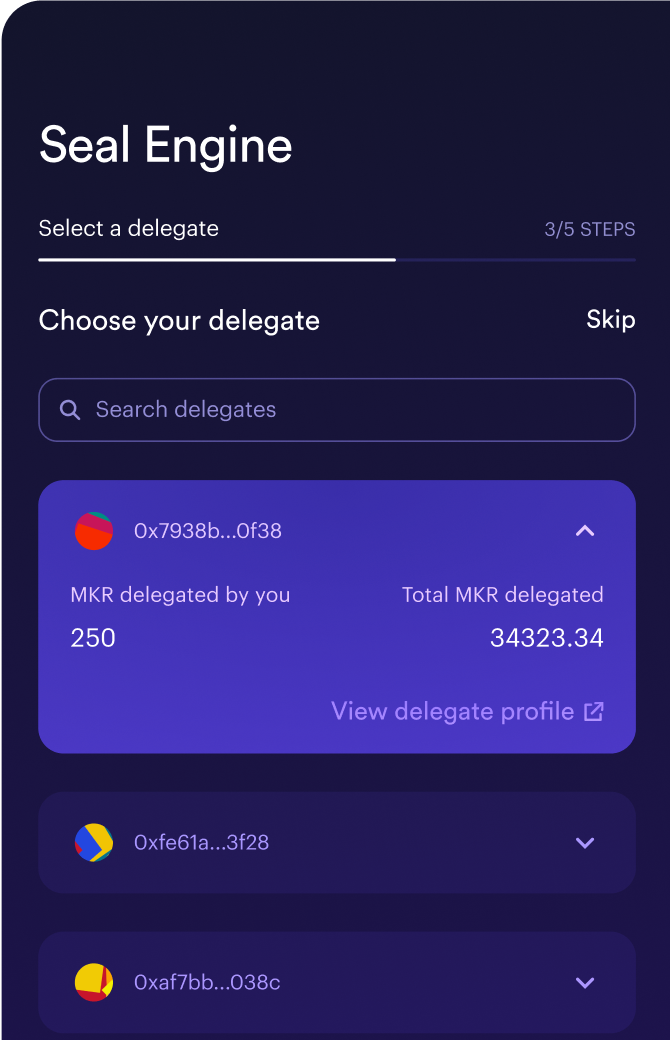 Seal Engine
Select a delegate 3/5 STEPS
Choose your delegate Skip
Search delegates
0x7938b...0f38
MKR delegated by you Total MKR delegated
250 34323.34
View delegate profile
0xfe61a...3f28
0xaf7bb...038c